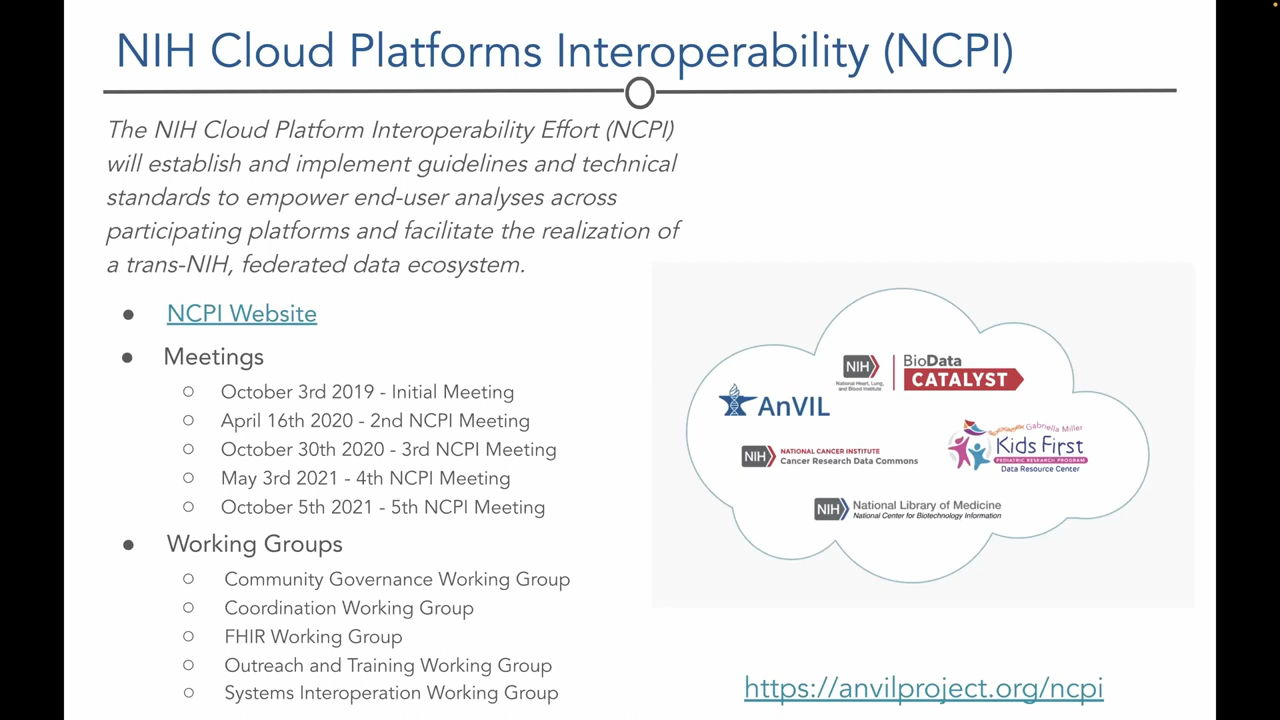 NIH Cloud Platforms Interoperability (NCPI)
The NIH Cloud Platform Interoperability Effort (NCPI)
will establish and implement guidelines and technical
standards to empower end-user analyses across
participating platforms and facilitate the realization of
a trans-NIH, federated data ecosystem.
● NCPI Website
● Meetings
○ October 3rd 2019 - Initial Meeting
○ April 16th 2020 - 2nd NCPI Meeting
○ October 30th 2020 - 3rd NCPI Meeting
○ May 3rd 2021 - 4th NCPI Meeting
○ October 5th 2021 - 5th NCPI Meeting
● Working Groups
○ Community Governance Working Group
○ Coordination Working Group
○ FHIR Working Group
○ Outreach and Training Working Group
○ Systems Interoperation Working Group
NIH
National Heart, Lung,
and Blood Institute
BioData
CATALYST
AnVIL
NIH
NATIONAL CANCER INSTITUTE
Cancer Research Data Commons
Gabriella Miller
Kids First
PEDIATRIC RESEARCH PROGRAM
Data Resource Center
NIH
National Library of Medicine
National Center for Biotechnology Information
https://anvilproject.org/ncpi